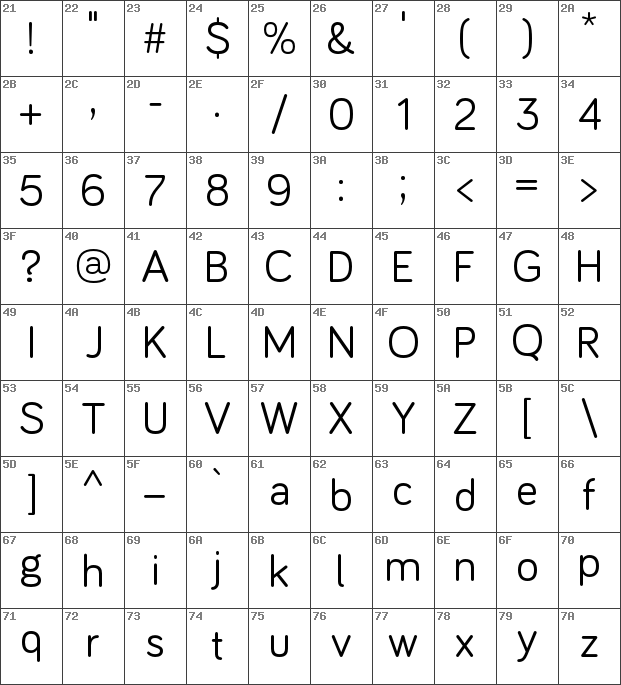 21 22 23 24 25 26 27 28 29 2A
! " # $ % & ' ( ) *
2B 2C 2D 2E 2F 30 31 32 33 34
+ , - . / 0 1 2 3 4
35 36 37 38 39 3A 3B 3C 3D 3E
5 6 7 8 9 : ; < = >
3F 40 41 42 43 44 45 46 47 48
? @ A B C D E F G H
49 4A 4B 4C 4D 4E 4F 50 51 52
I J K L M N O P Q R
53 54 55 56 57 58 59 5A 5B 5C
S T U V W X Y Z [ \
5D 5E 5F 60 61 62 63 64 65 66
] ^ _ ` a b c d e f
67 68 69 6A 6B 6C 6D 6E 6F 70
g h i j k l m n o p
71 72 73 74 75 76 77 78 79 7A
q r s t u v w x y z